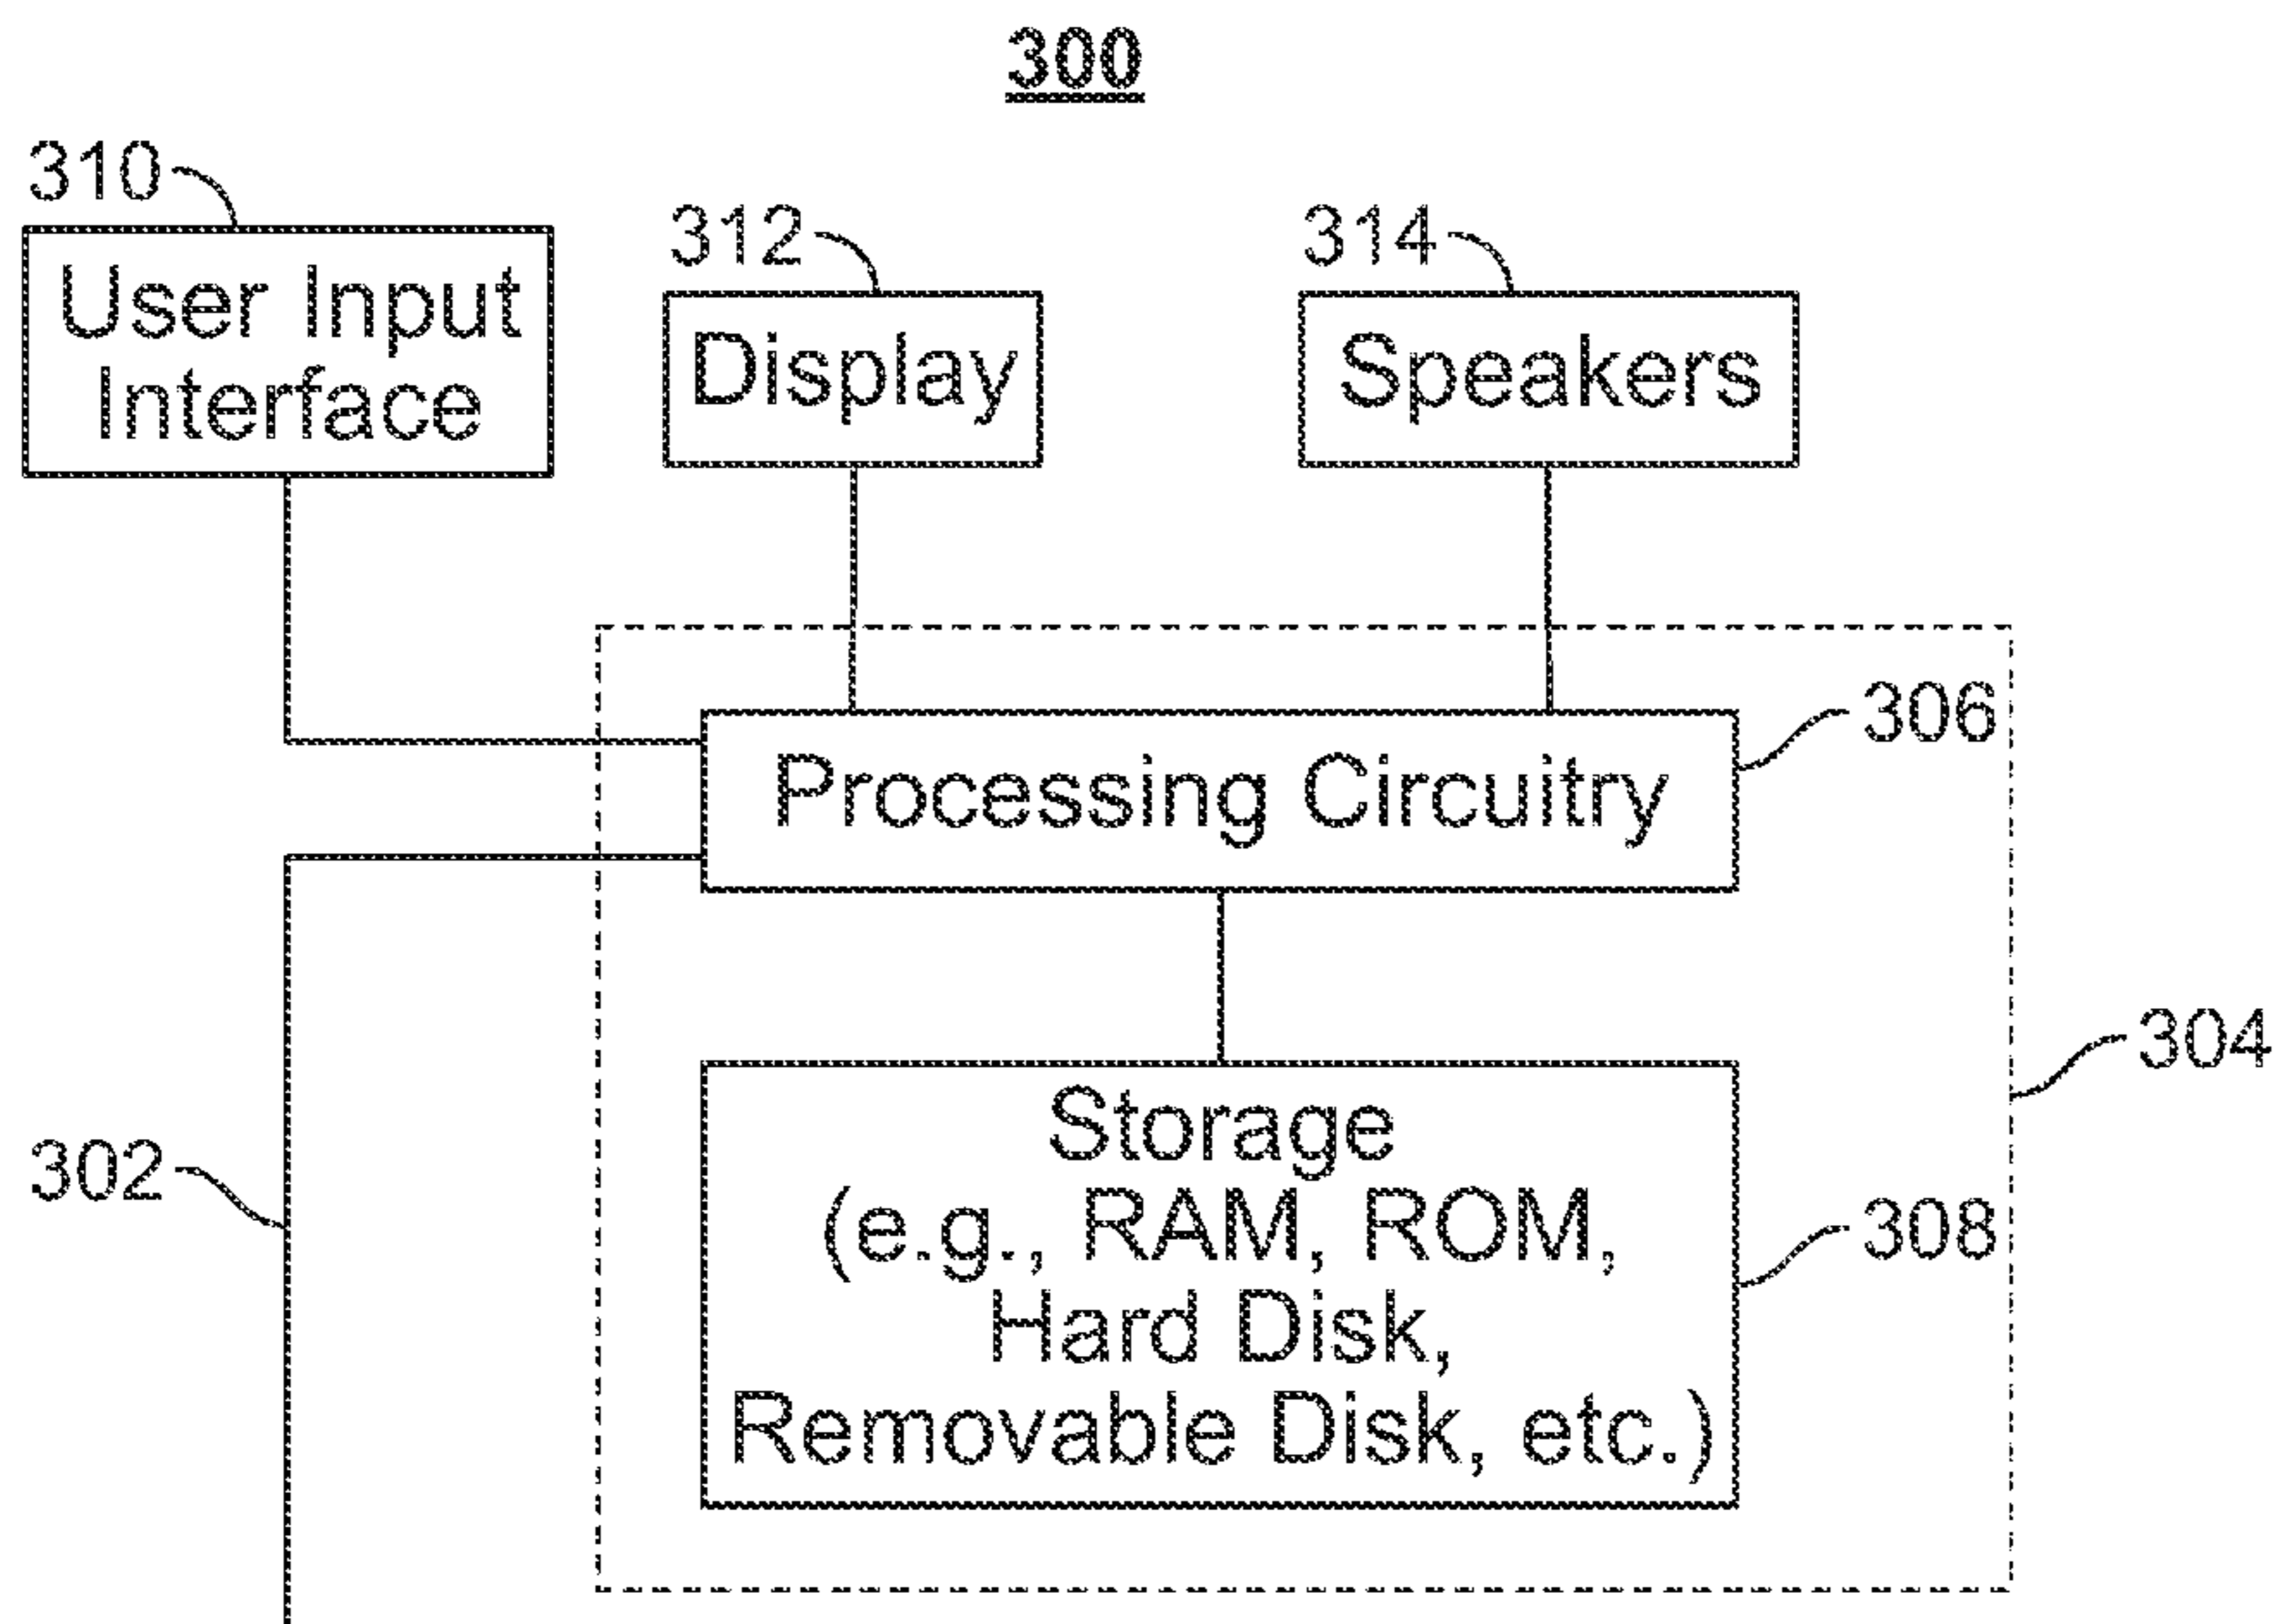 300
310
User Input
Interface
312
Display
314
Speakers
306
Processing Circuitry
304
302
Storage
(e.g., RAM, ROM,
Hard Disk,
Removable Disk, etc.)
308